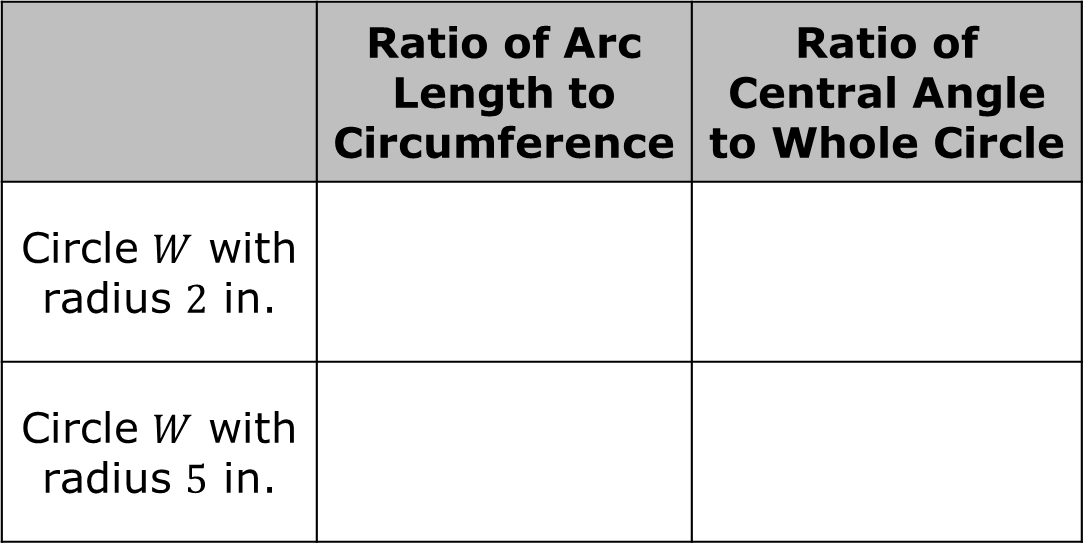 Ratio of Arc
Length to
Circumference
Ratio of
Central Angle
to Whole Circle
Circle W with
radius 2 in.
Circle W with
radius 5 in.